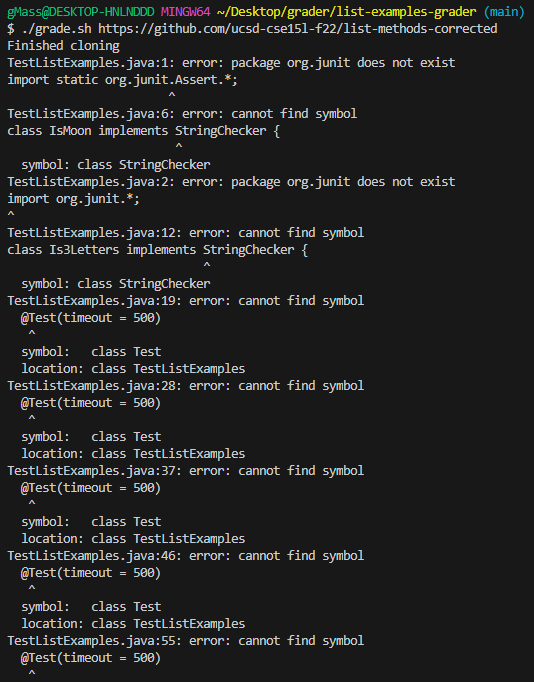 gMass@DESKTOP-HNLNDDD MINGW64 ~/Desktop/grader/list-examples-grader (main)
$ ./grade.sh https://github.com/ucsd-cse15l-f22/list-methods-corrected
Finished cloning
TestListExamples.java:1: error: package org.junit does not exist
import static org.junit.Assert.*;
^
TestListExamples.java:6: error: cannot find symbol
class IsMoon implements StringChecker {
^
symbol: class StringChecker
TestListExamples.java:2: error: package org.junit does not exist
import org.junit.*;
^
TestListExamples.java:12: error: cannot find symbol
class Is3Letters implements StringChecker {
^
symbol: class StringChecker
TestListExamples.java:19: error: cannot find symbol
@Test(timeout = 500)
^
symbol:   class Test
location: class TestListExamples
TestListExamples.java:28: error: cannot find symbol
@Test(timeout = 500)
^
symbol:   class Test
location: class TestListExamples
TestListExamples.java:37: error: cannot find symbol
@Test(timeout = 500)
^
symbol:   class Test
location: class TestListExamples
TestListExamples.java:46: error: cannot find symbol
@Test(timeout = 500)
^
symbol:   class Test
location: class TestListExamples
TestListExamples.java:55: error: cannot find symbol
@Test(timeout = 500)
^